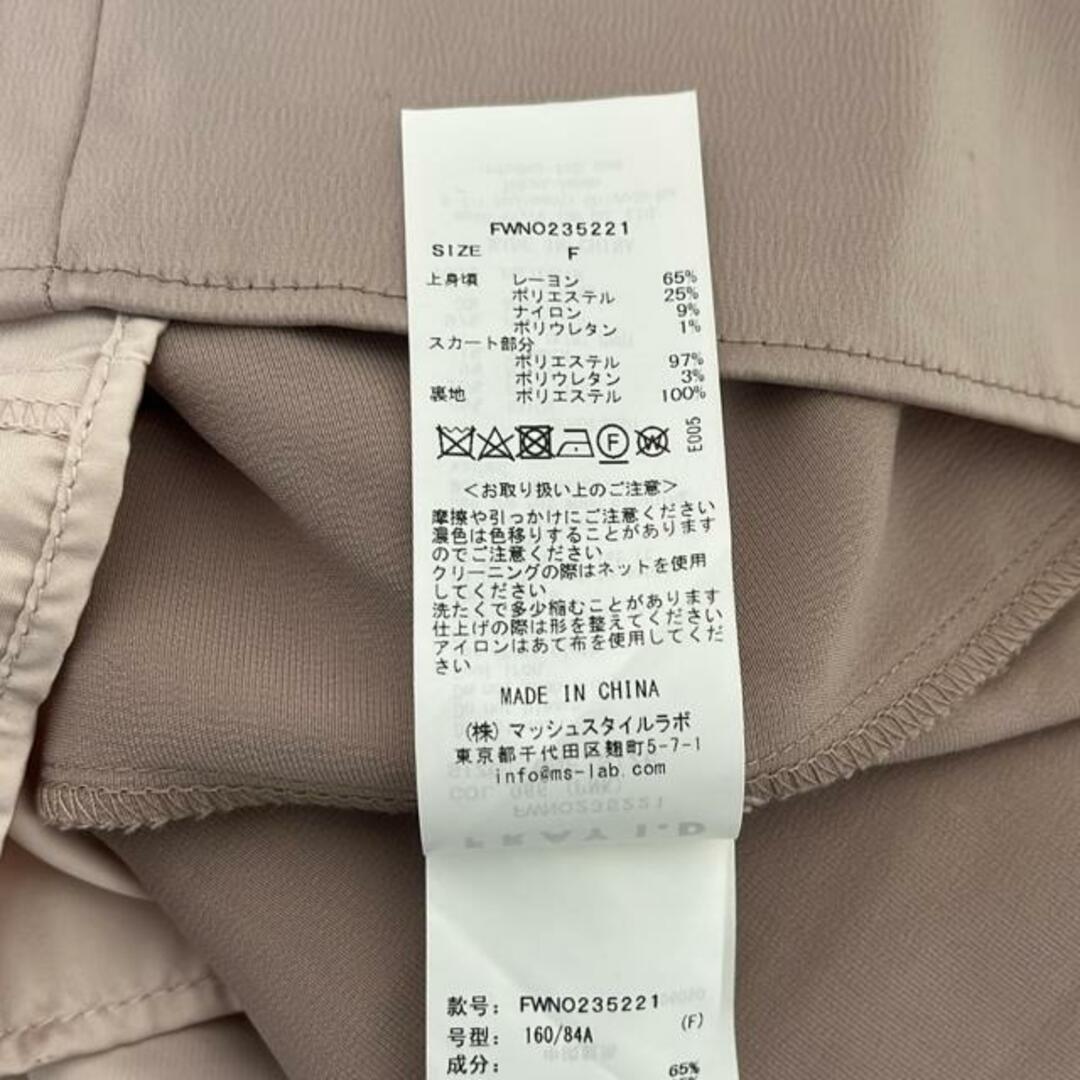 FWNO235221
SIZE F
上身頃 レーヨン 65%
ポリエステル 25%
ナイロン 9%
ポリウレタン 1%
スカート部分
ポリエステル 97%
ポリウレタン 3%
裏地 ポリエステル 100%
F W E005
<お取り扱い上のご注意>
摩擦や引っかけにご注意ください
濃色は色移りすることがあります
のでご注意ください
クリーニングの際はネットを使用
してください
洗たくで多少縮むことがあります
仕上げの際は形を整えてください
アイロンはあて布を使用してくだ
さい
MADE IN CHINA
(株)マッシュスタイルラボ
東京都千代田区麹町5-7-1
info@ms-lab.com
款号: FWNO235221
号型: 160/84A (F)
成分: 65%